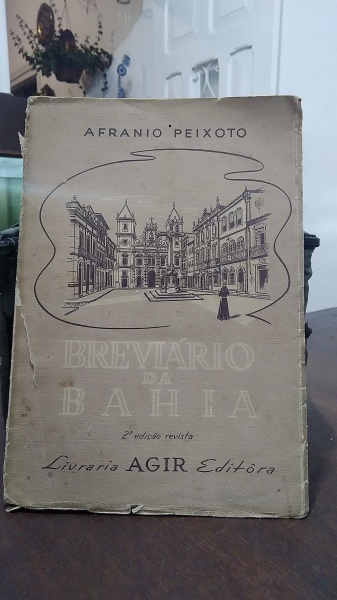 AFRANIO PEIXOTO
BREVIÁRIO
DA
BAHIA
2ª edição revista
Livraria AGIR Editôra